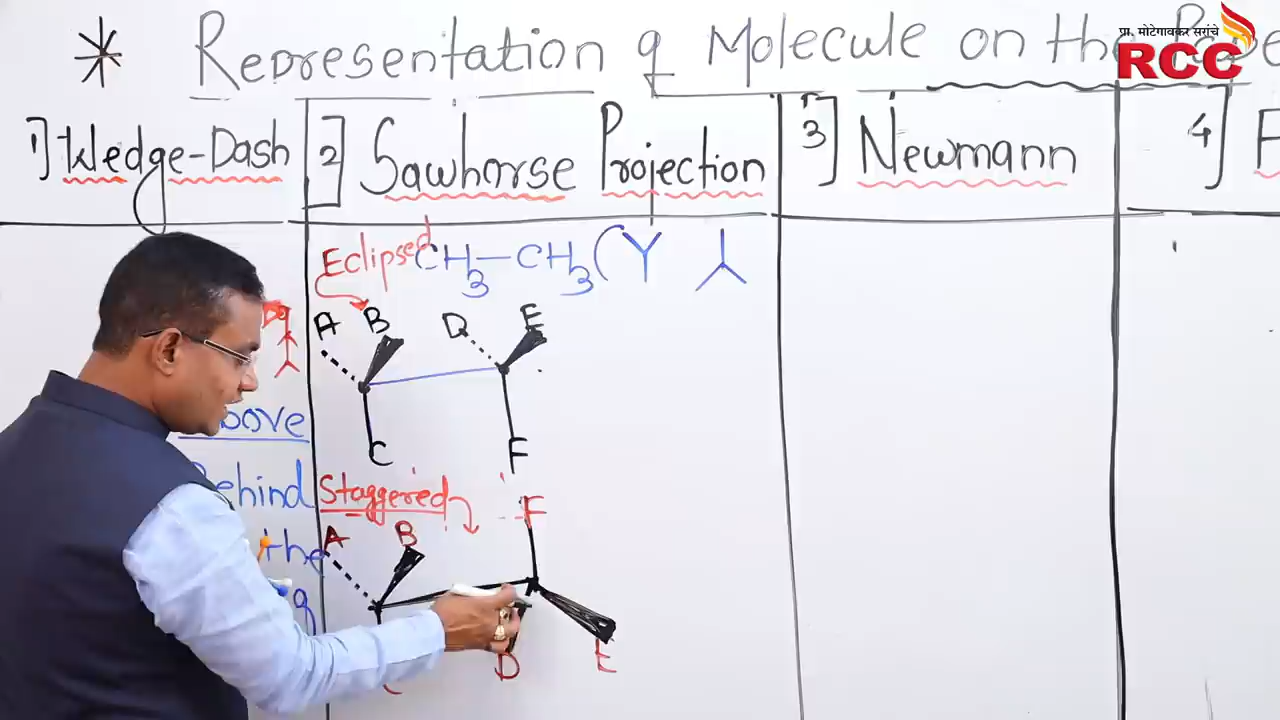 प्रा. मोटेगावकर सरांचे
RCC
* Representation of Molecule on the Pape
1] Wedge-Dash
2] Sawhorse Projection
3] Newmann
4] F
Eclipsed
CH3—CH3
A B D E
C F
bove
Behind
the
Staggered
F
A B
D E